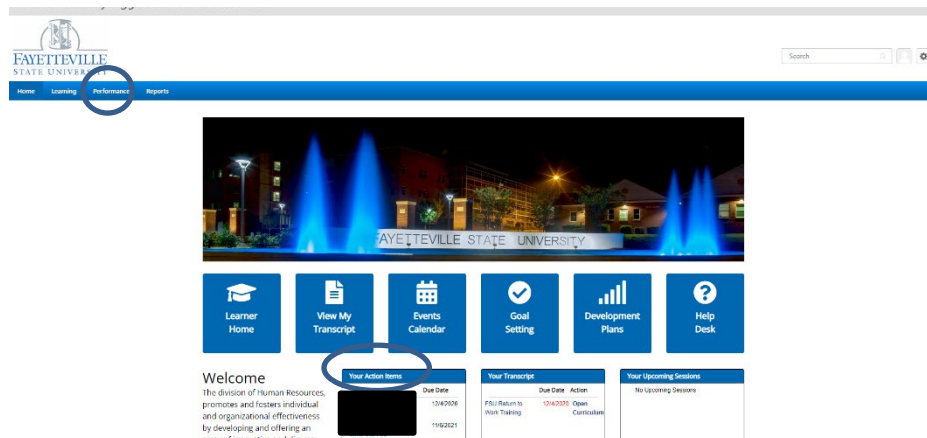 FAYETTEVILLE
STATE UNIVERSITY
Search
Home Learning Performance Reports
FAYETTEVILLE STATE UNIVERSITY
Learner
Home
View My
Transcript
Events
Calendar
Goal
Setting
Development
Plans
Help
Desk
Welcome
The division of Human Resources,
promotes and fosters individual
and organizational effectiveness
by developing and offering an
Your Action Items
Due Date
12/4/2020
11/6/2021
Your Transcript
Due Date Action
FSU Return to
Work Training
12/4/2020 Open
Curriculum
Your Upcoming Sessions
No Upcoming Sessions